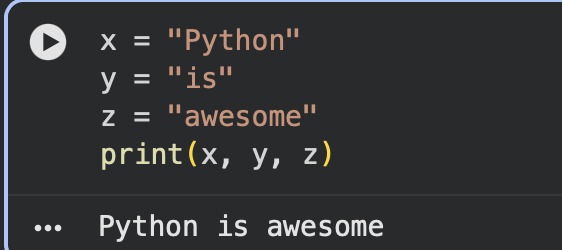 x = "Python"
y = "is"
z = "awesome"
print(x, y, z)
Python is awesome